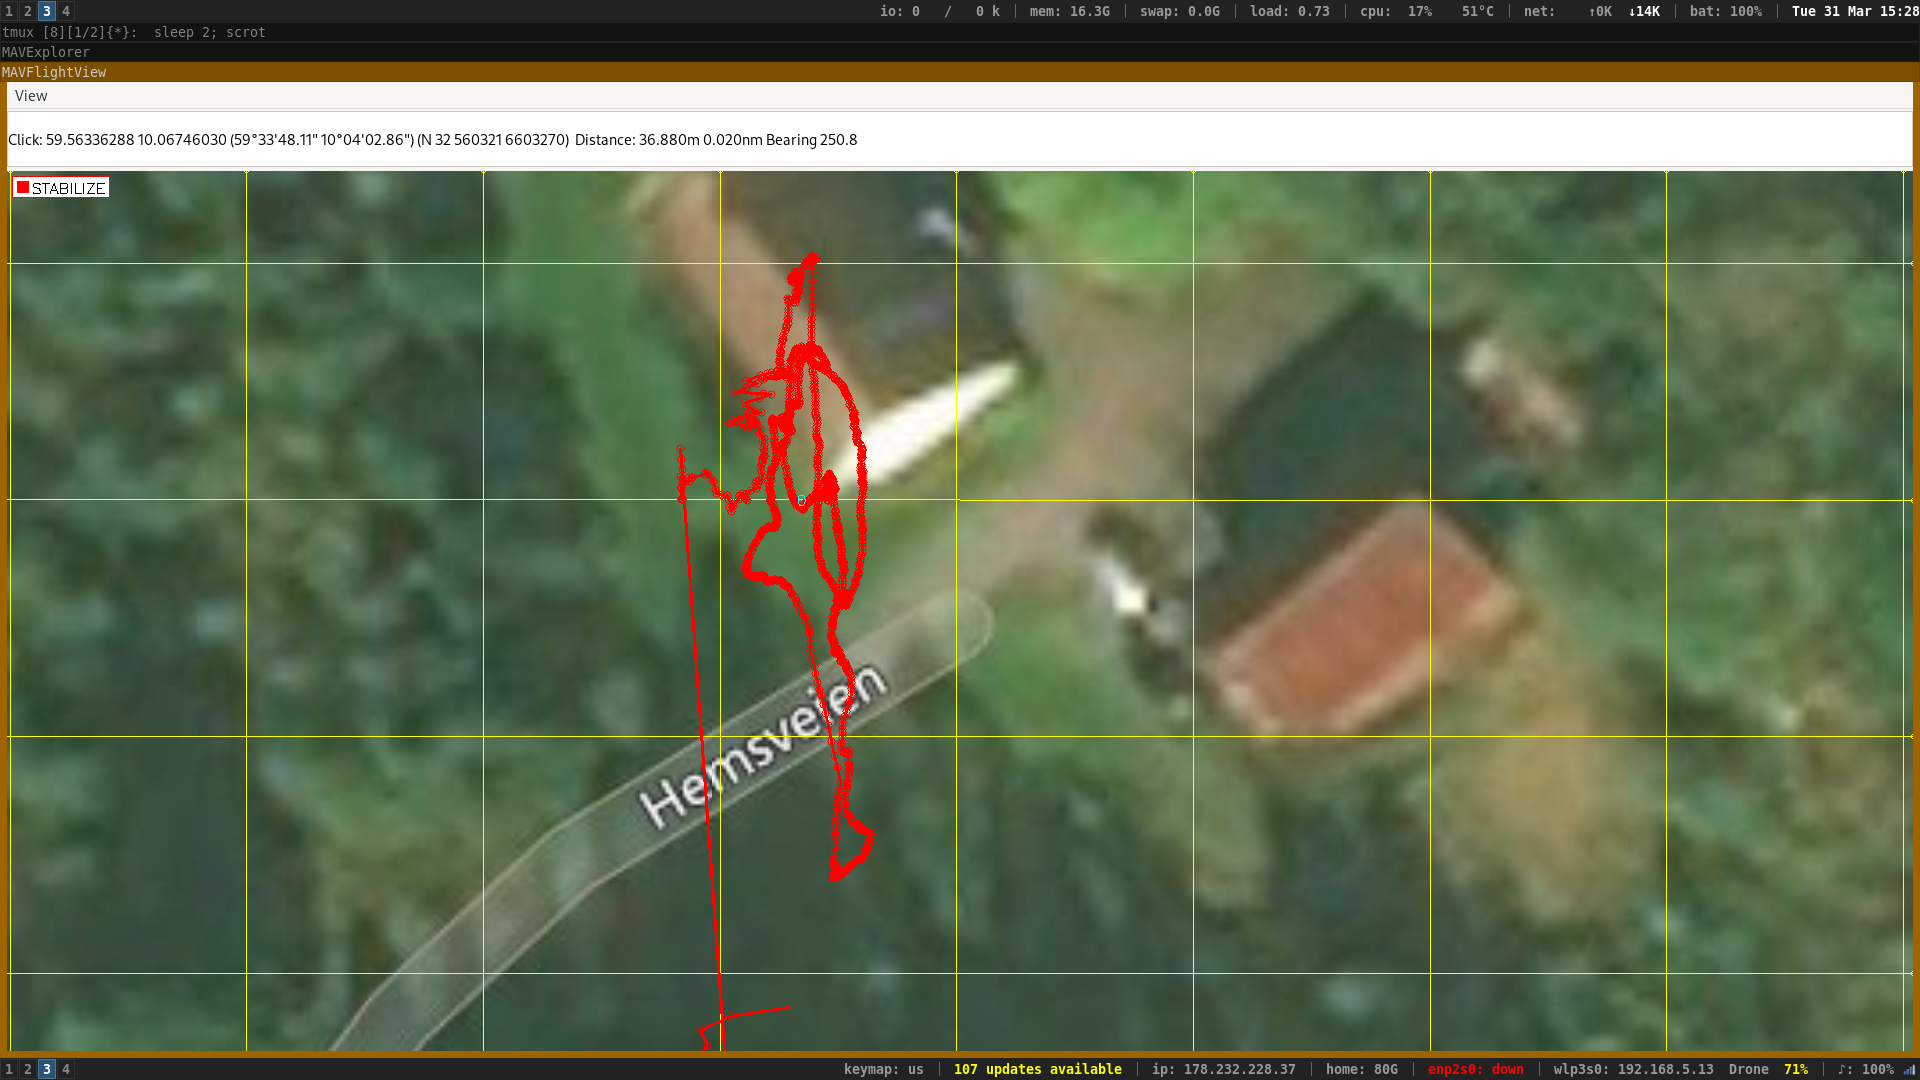 1 2 3 4 io: 0 / 0 k mem: 16.3G swap: 0.0G load: 0.73 cpu: 17% 51°C net: ↑0K ↓14K bat: 100% Tue 31 Mar 15:28
tmux [8][1/2]{*}: sleep 2; scrot
MAVExplorer
MAVFlightView
View
Click: 59.56336288 10.06746030 (59°33'48.11" 10°04'02.86") (N 32 560321 6603270) Distance: 36.880m 0.020nm Bearing 250.8
STABILIZE
Hemsveien
1 2 3 4 keymap: us 107 updates available ip: 178.232.228.37 home: 80G enp2s0: down wlp3s0: 192.168.5.13 Drone 71% ♪: 100%